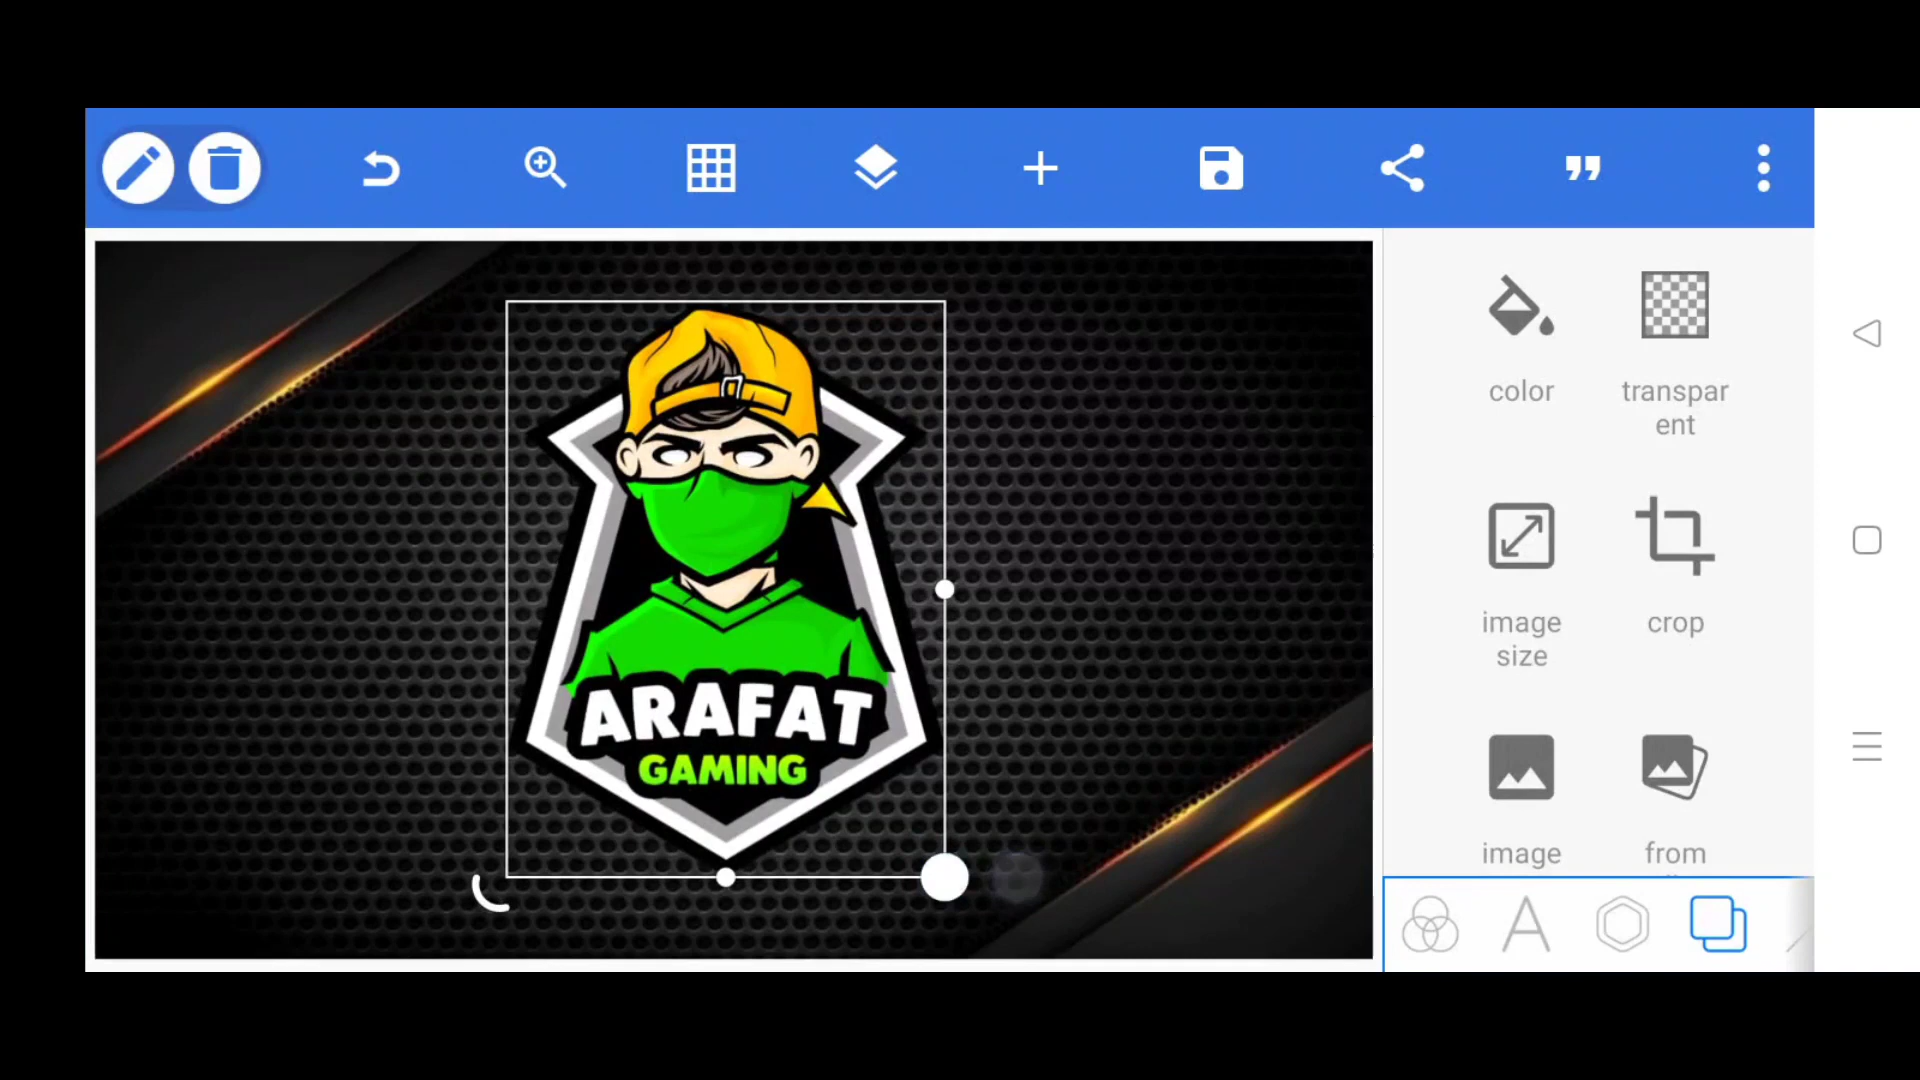 color
transpar
ent
image
size
crop
image
from
ARAFAT
GAMING